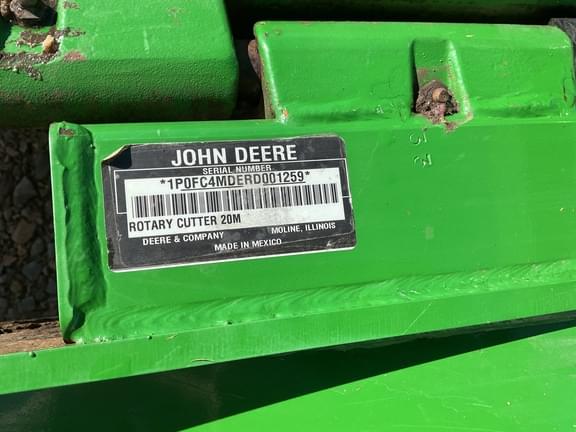 JOHN DEERE
SERIAL NUMBER
*1P0FC4MDERD001259*
ROTARY CUTTER 20M
DEERE & COMPANY MOLINE, ILLINOIS
MADE IN MEXICO